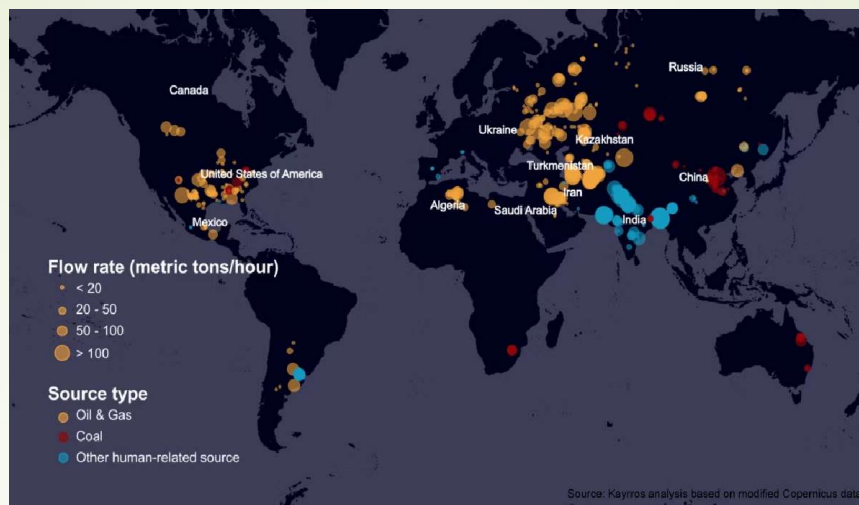 Canada
Russia
Ukraine
Kazakhstan
United States of America
Turkmenistan
China
Iran
Algeria
Saudi Arabia
Mexico
India
Flow rate (metric tons/hour)
< 20
20 - 50
50 - 100
> 100
Source type
Oil & Gas
Coal
Other human-related source
Source: Kayrros analysis based on modified Copernicus data